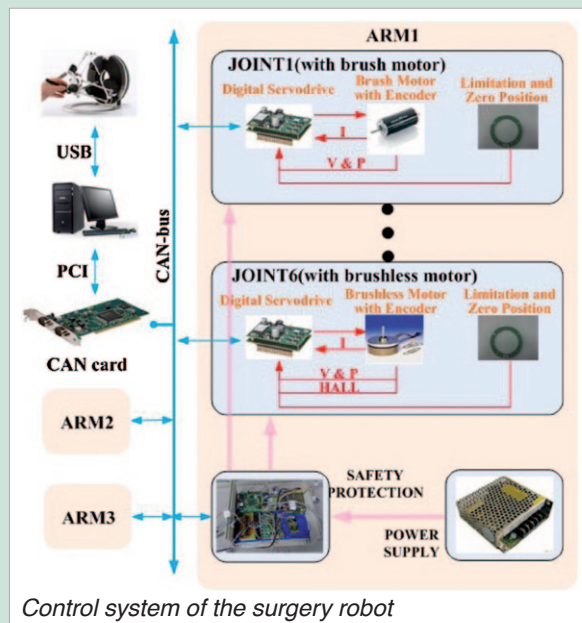 ARM1
JOINT1(with brush motor)
Digital Servodrive
Brush Motor
with Encoder
Limitation and
Zero Position
I
V & P
USB
PCI
CAN card
CAN-bus
JOINT6(with brushless motor)
Digital Servodrive
Brushless Motor
with Encoder
Limitation and
Zero Position
I
V & P
HALL
ARM2
ARM3
SAFETY
PROTECTION
POWER
SUPPLY
Control system of the surgery robot